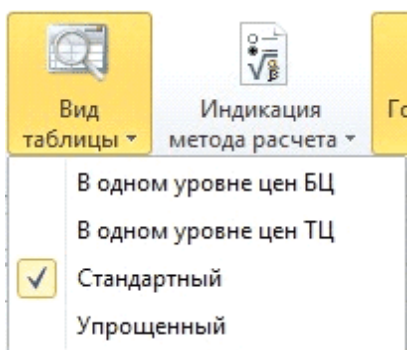 Вид
таблицы
Индикация
метода расчета
В одном уровне цен БЦ
В одном уровне цен ТЦ
Стандартный
Упрощенный